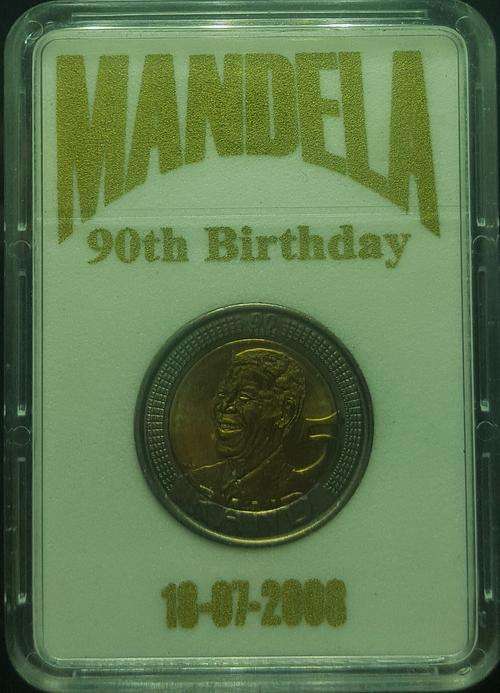 MANDELA
90th Birthday
90
5
RAND
18-07-2008